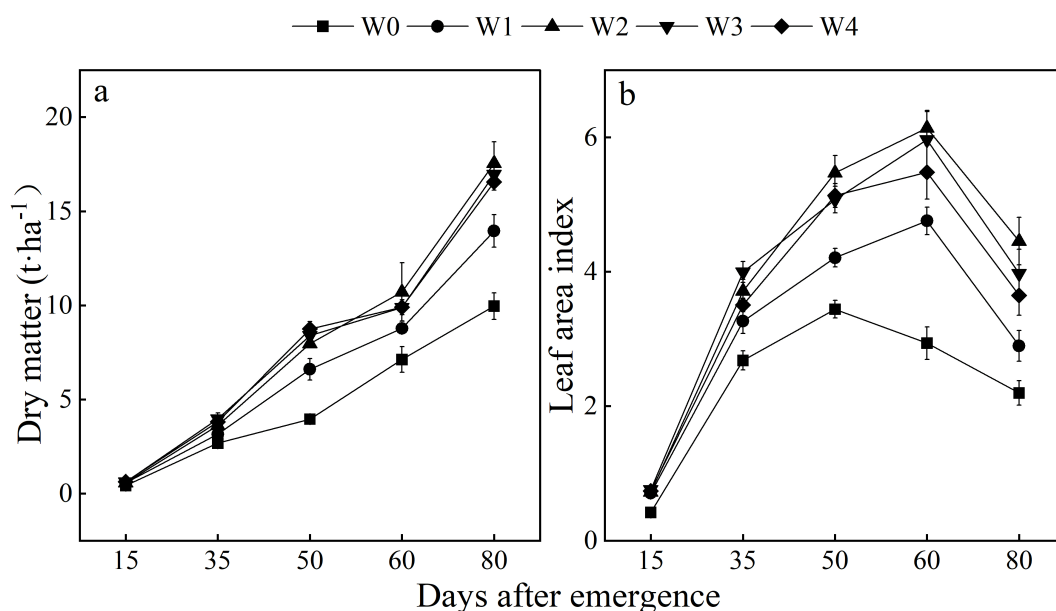 W0 W1 W2 W3 W4
a
20
15
10
5
0
Dry matter (t·ha⁻¹)
15 35 50 60 80
b
6
4
2
0
Leaf area index
15 35 50 60 80
Days after emergence